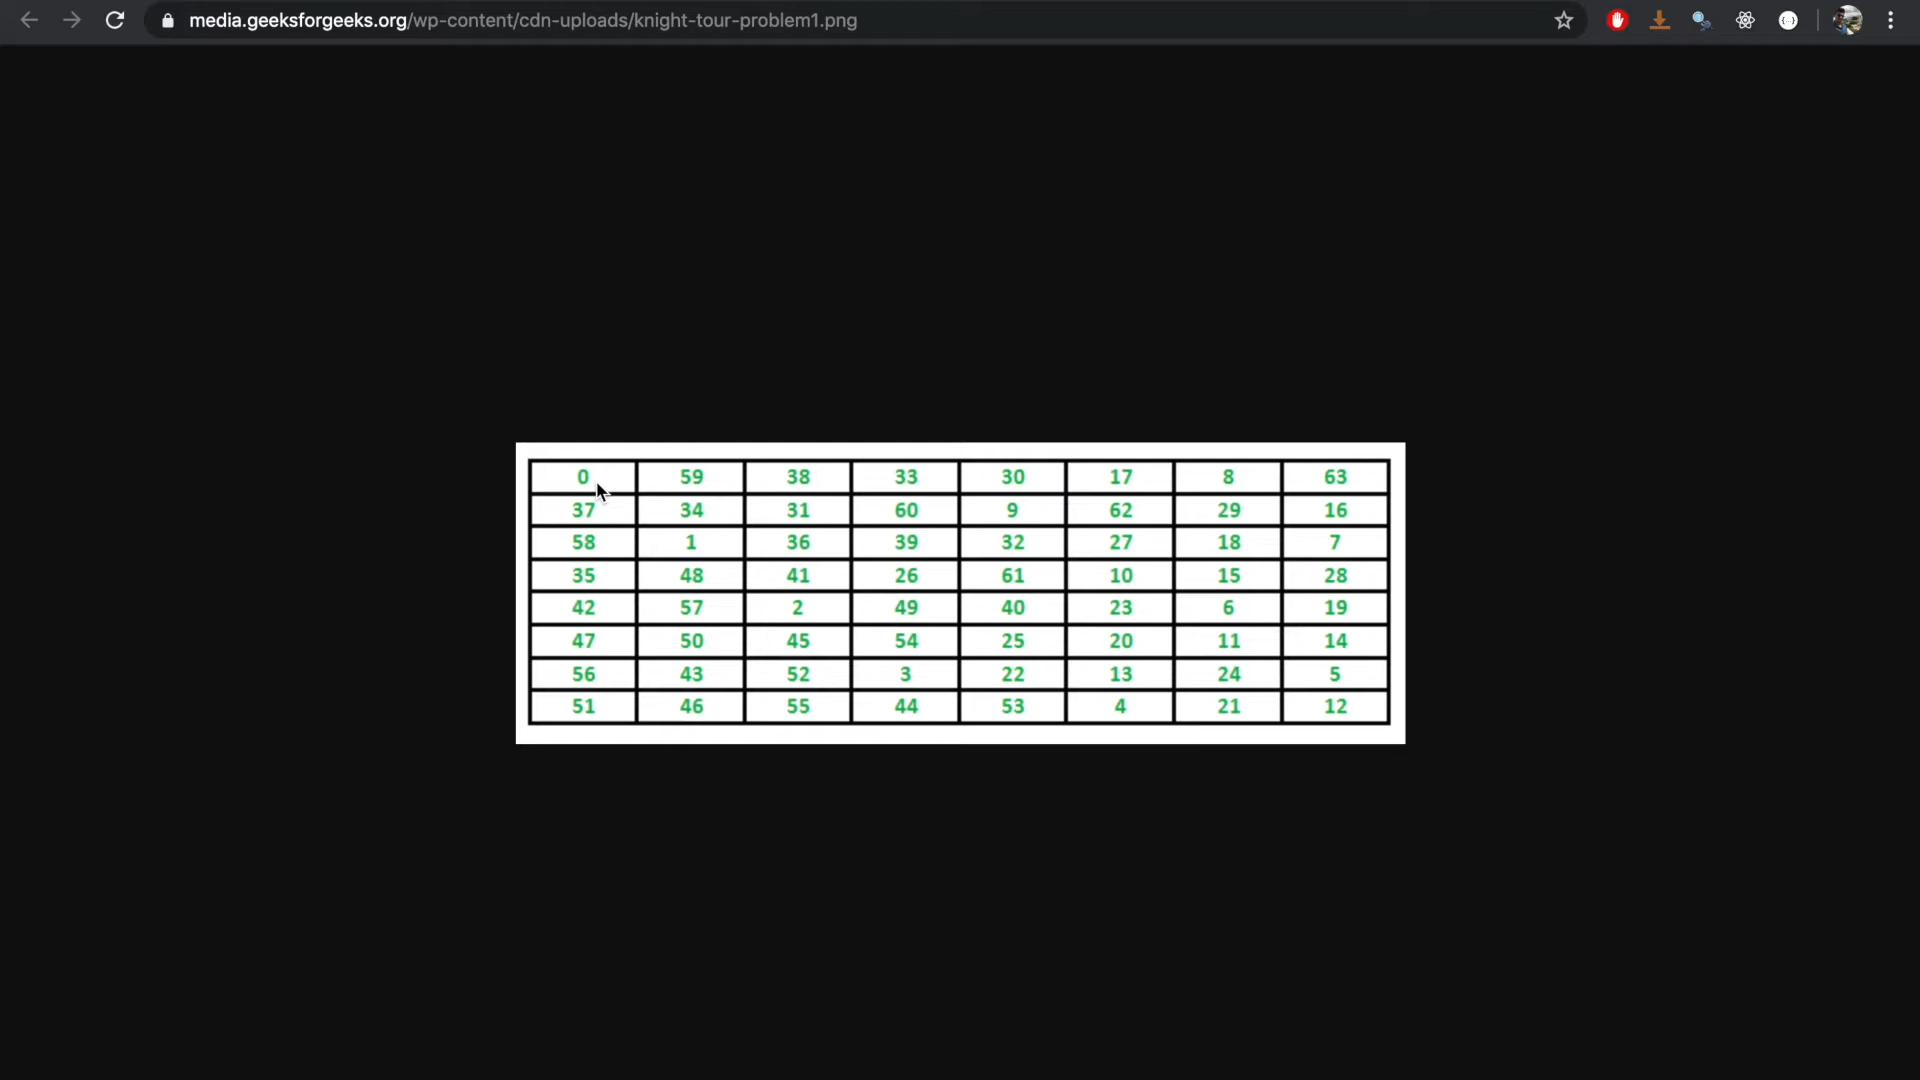 media.geeksforgeeks.org/wp-content/cdn-uploads/knight-tour-problem1.png
0 59 38 33 30 17 8 63
37 34 31 60 9 62 29 16
58 1 36 39 32 27 18 7
35 48 41 26 61 10 15 28
42 57 2 49 40 23 6 19
47 50 45 54 25 20 11 14
56 43 52 3 22 13 24 5
51 46 55 44 53 4 21 12